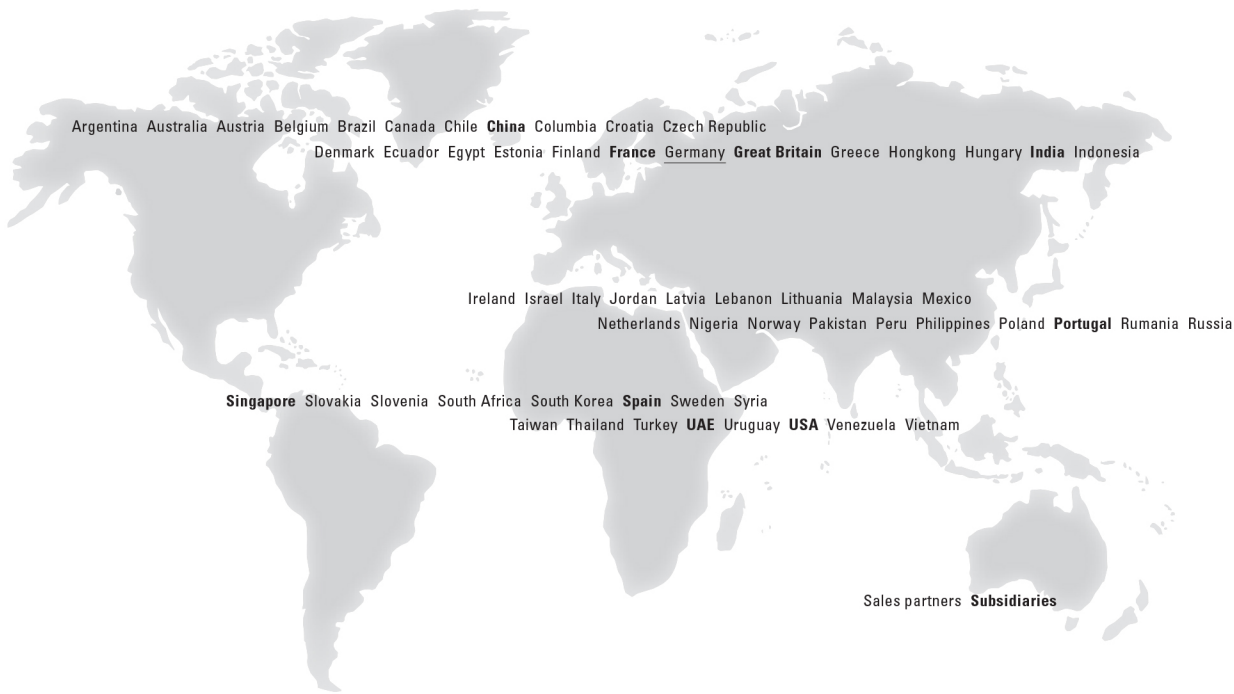 Argentina Australia Austria Belgium Brazil Canada Chile China Columbia Croatia Czech Republic
Denmark Ecuador Egypt Estonia Finland France Germany Great Britain Greece Hongkong Hungary India Indonesia
Ireland Israel Italy Jordan Latvia Lebanon Lithuania Malaysia Mexico
Netherlands Nigeria Norway Pakistan Peru Philippines Poland Portugal Rumania Russia
Singapore Slovakia Slovenia South Africa South Korea Spain Sweden Syria
Taiwan Thailand Turkey UAE Uruguay USA Venezuela Vietnam
Sales partners Subsidiaries